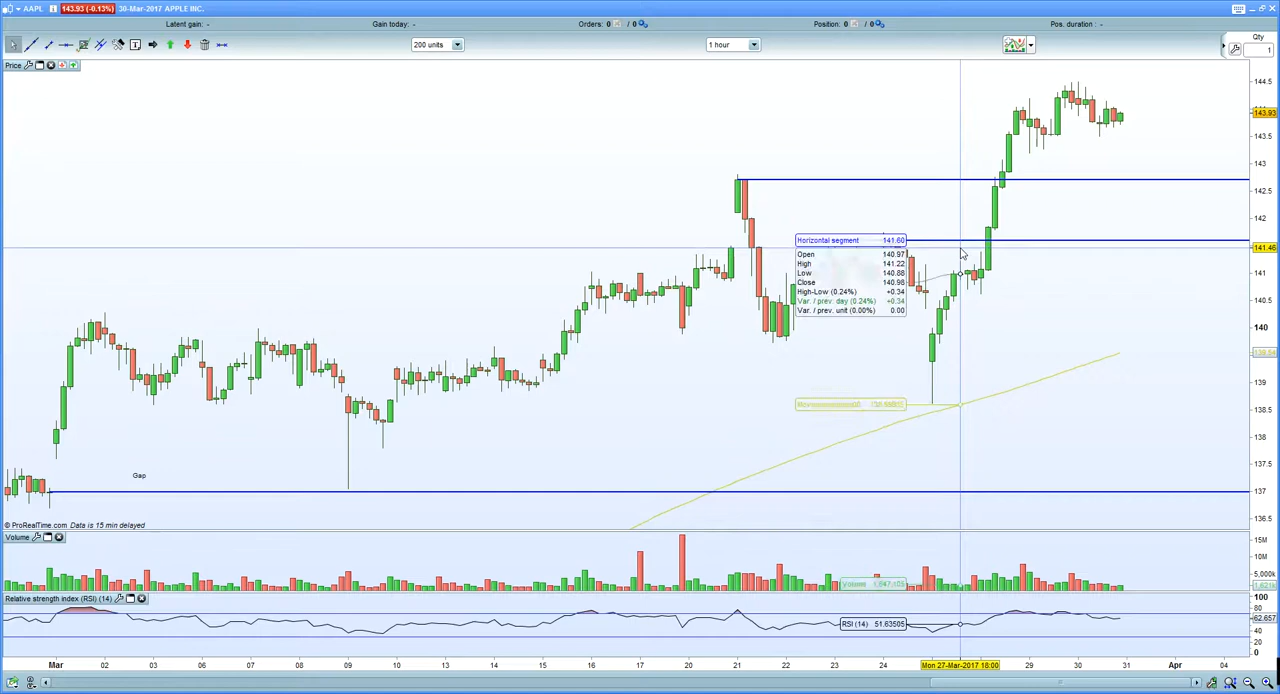 AAPL 143.93 (-0.13%) 30-Mar-2017 APPLE INC.
Latent gain: - Gain today: - Orders: 0 / 0 Position: 0 / 0 Pos. duration : -
200 units 1 hour Qty
1
Price
144.5
143.93
143.5
143
142.5
142
Horizontal segment 141.60
141.46
Open 140.97
High 141.22
Low 140.88
Close 140.98
High-Low (0.24%) +0.34
Var. / prev. day (0.24%) +0.34
Var. / prev. unit (0.00%) 0.00
141
140.5
140
139.5
139
138.5
138
137.5
Gap
137
136.5
© ProRealTime.com Data is 15 min delayed
Volume
15M
10M
5,000k
Relative strength index (RSI) (14)
100
80
62.657
40
20
0
RSI (14) 51.63505
Mar 02 03 06 07 08 09 10 13 14 15 16 17 20 21 22 23 24 Mon 27-Mar-2017 18:00 29 30 31 Apr 04